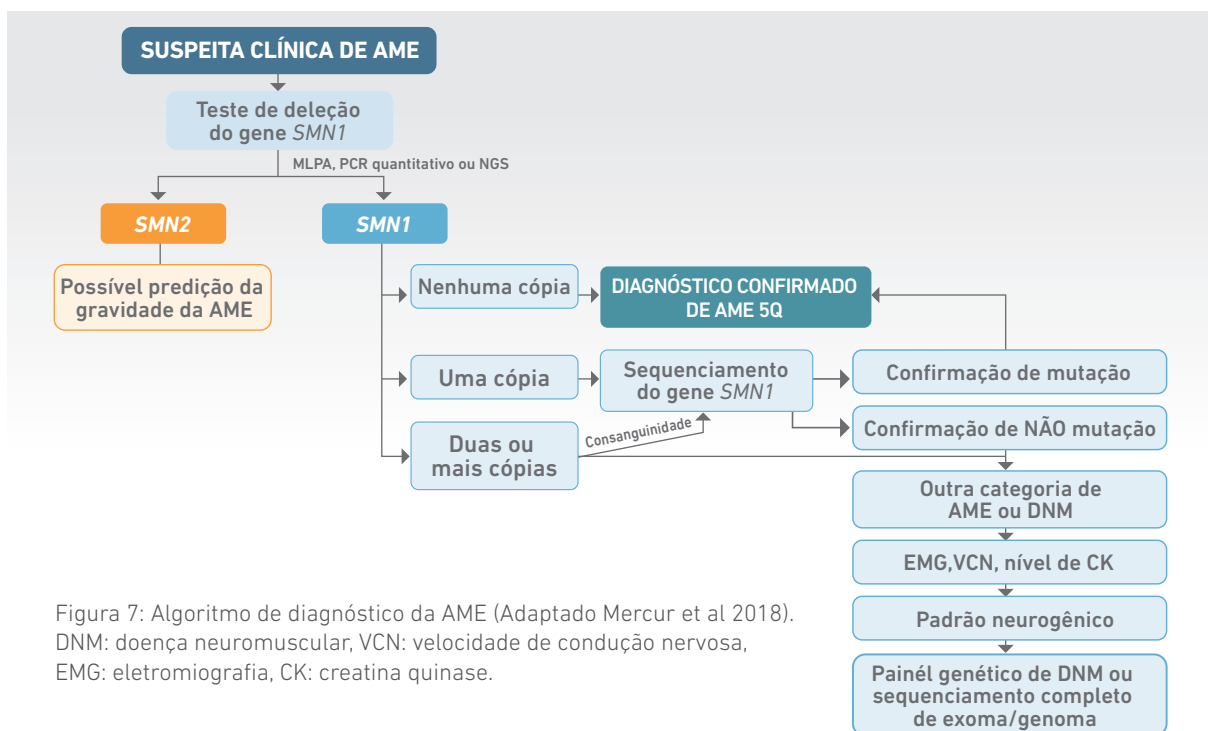 SUSPEITA CLÍNICA DE AME
Teste de deleção
do gene SMN1
MLPA, PCR quantitativo ou NGS
SMN2
SMN1
Possível predição da
gravidade da AME
Nenhuma cópia
DIAGNÓSTICO CONFIRMADO
DE AME 5Q
Uma cópia
Sequenciamento
do gene SMN1
Confirmação de mutação
Consanguinidade
Confirmação de NÃO mutação
Duas ou
mais cópias
Outra categoria de
AME ou DNM
EMG,VCN, nível de CK
Padrão neurogênico
Painél genético de DNM ou
sequenciamento completo
de exoma/genoma
Figura 7: Algoritmo de diagnóstico da AME (Adaptado Mercur et al 2018).
DNM: doença neuromuscular, VCN: velocidade de condução nervosa,
EMG: eletromiografia, CK: creatina quinase.